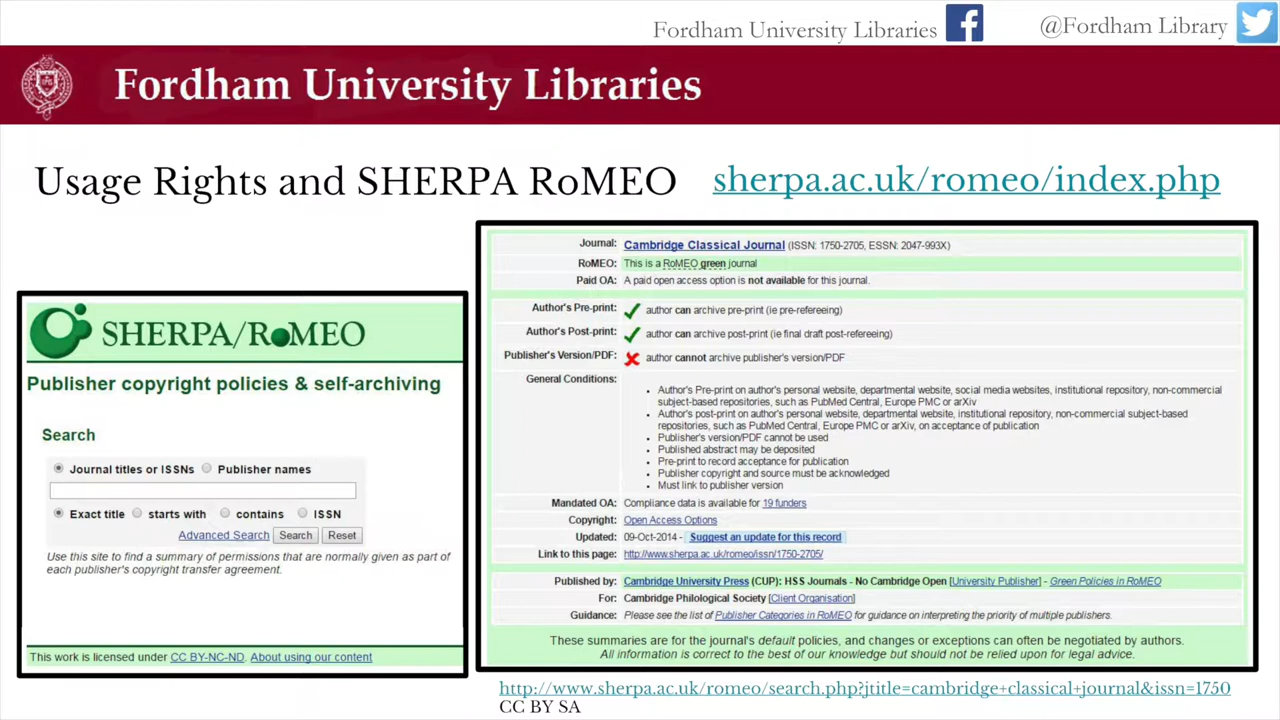 Fordham University Libraries
@Fordham Library
Fordham University Libraries
Usage Rights and SHERPA RoMEO
sherpa.ac.uk/romeo/index.php
SHERPA/RoMEO
Publisher copyright policies & self-archiving
Search
Journal titles or ISSNs Publisher names
Exact title starts with contains ISSN
Advanced Search Search Reset
Use this site to find a summary of permissions that are normally given as part of
each publisher's copyright transfer agreement.
This work is licensed under CC BY-NC-ND. About using our content
Journal: Cambridge Classical Journal (ISSN: 1750-2705, ESSN: 2047-993X)
RoMEO: This is a RoMEO green journal
Paid OA: A paid open access option is not available for this journal.
Author's Pre-print: author can archive pre-print (ie pre-refereeing)
Author's Post-print: author can archive post-print (ie final draft post-refereeing)
Publisher's Version/PDF: author cannot archive publisher's version/PDF
General Conditions:
• Author's Pre-print on author's personal website, departmental website, social media websites, institutional repository, non-commercial
subject-based repositories, such as PubMed Central, Europe PMC or arXiv
• Author's post-print on author's personal website, departmental website, institutional repository, non-commercial subject-based
repositories, such as PubMed Central, Europe PMC or arXiv, on acceptance of publication
• Publisher's version/PDF cannot be used
• Published abstract may be deposited
• Pre-print to record acceptance for publication
• Publisher copyright and source must be acknowledged
• Must link to publisher version
Mandated OA: Compliance data is available for 19 funders
Copyright: Open Access Options
Updated: 09-Oct-2014 - Suggest an update for this record
Link to this page: http://www.sherpa.ac.uk/romeo/issn/1750-2705/
Published by: Cambridge University Press (CUP): HSS Journals - No Cambridge Open [University Publisher] - Green Policies in RoMEO
For: Cambridge Philological Society [Client Organisation]
Guidance: Please see the list of Publisher Categories in RoMEO for guidance on interpreting the priority of multiple publishers.
These summaries are for the journal's default policies, and changes or exceptions can often be negotiated by authors.
All information is correct to the best of our knowledge but should not be relied upon for legal advice.
http://www.sherpa.ac.uk/romeo/search.php?jtitle=cambridge+classical+journal&issn=1750
CC BY SA